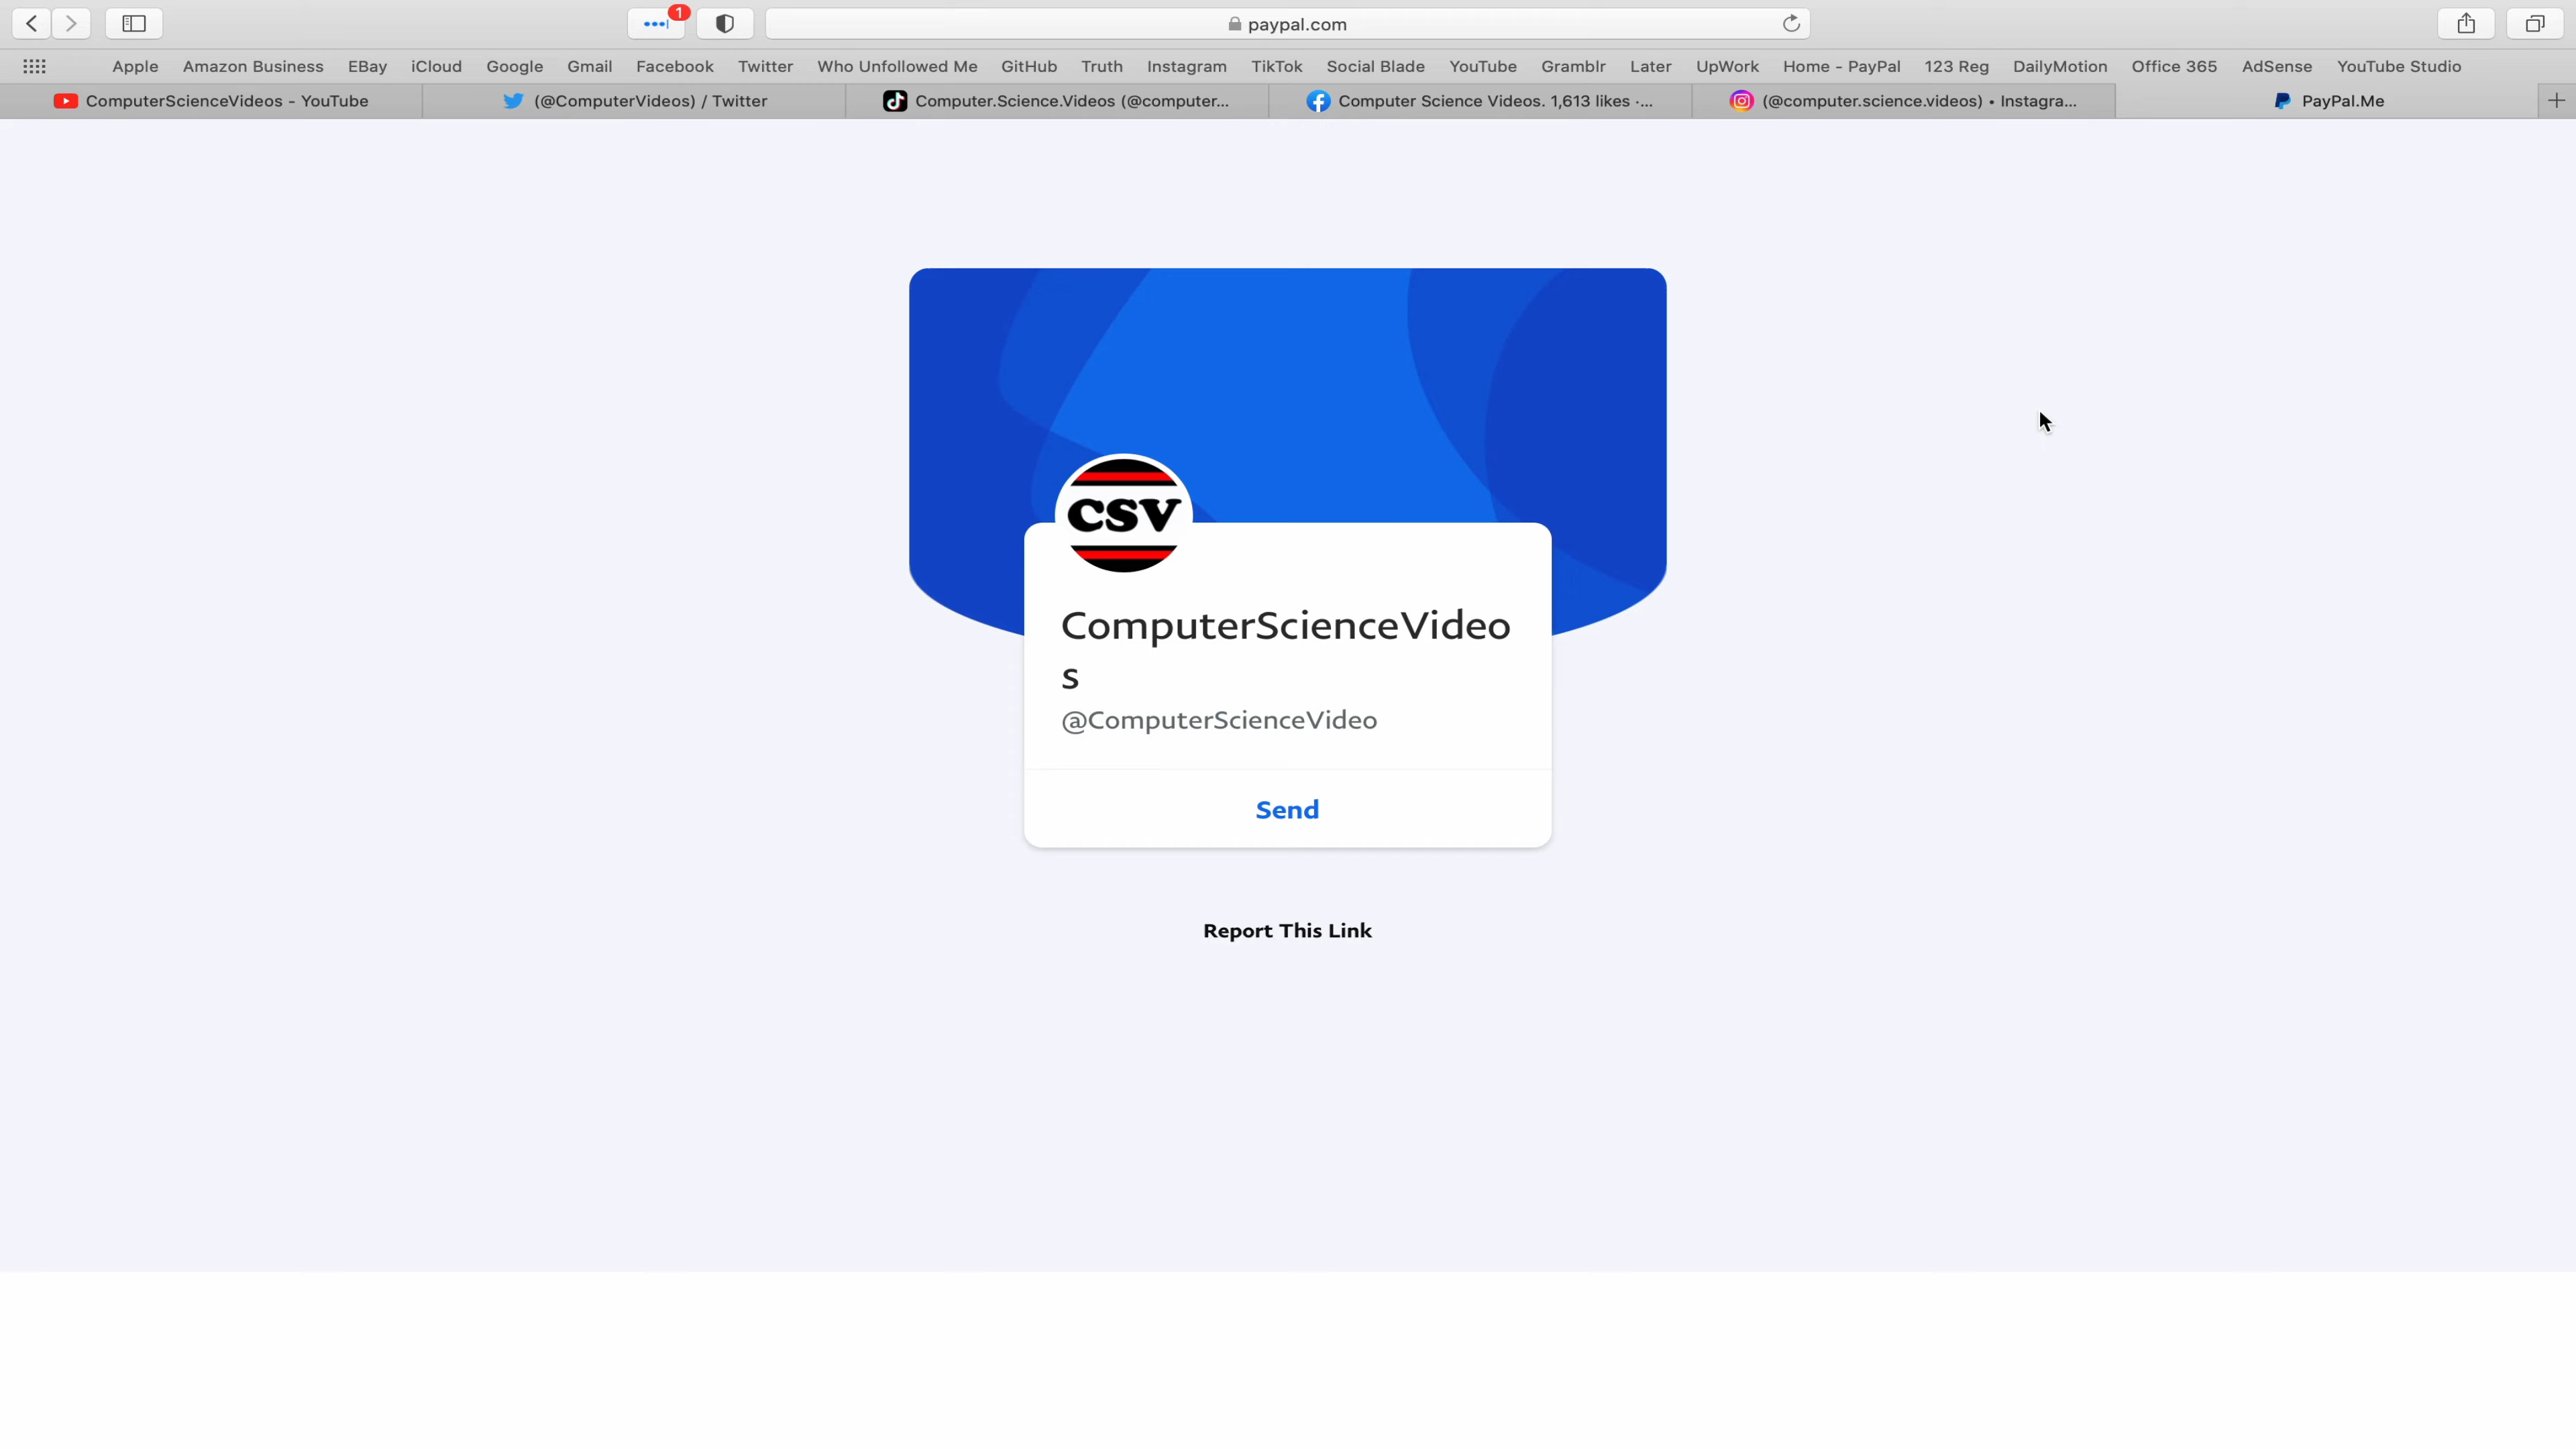 1
paypal.com
Apple Amazon Business EBay iCloud Google Gmail Facebook Twitter Who Unfollowed Me GitHub Truth Instagram TikTok Social Blade YouTube Gramblr Later UpWork Home - PayPal 123 Reg DailyMotion Office 365 AdSense YouTube Studio
ComputerScienceVideos - YouTube (@ComputerVideos) / Twitter Computer.Science.Videos (@computer... Computer Science Videos. 1,613 likes ·... (@computer.science.videos) • Instagra... PayPal.Me
CSV
ComputerScienceVideo
s
@ComputerScienceVideo
Send
Report This Link